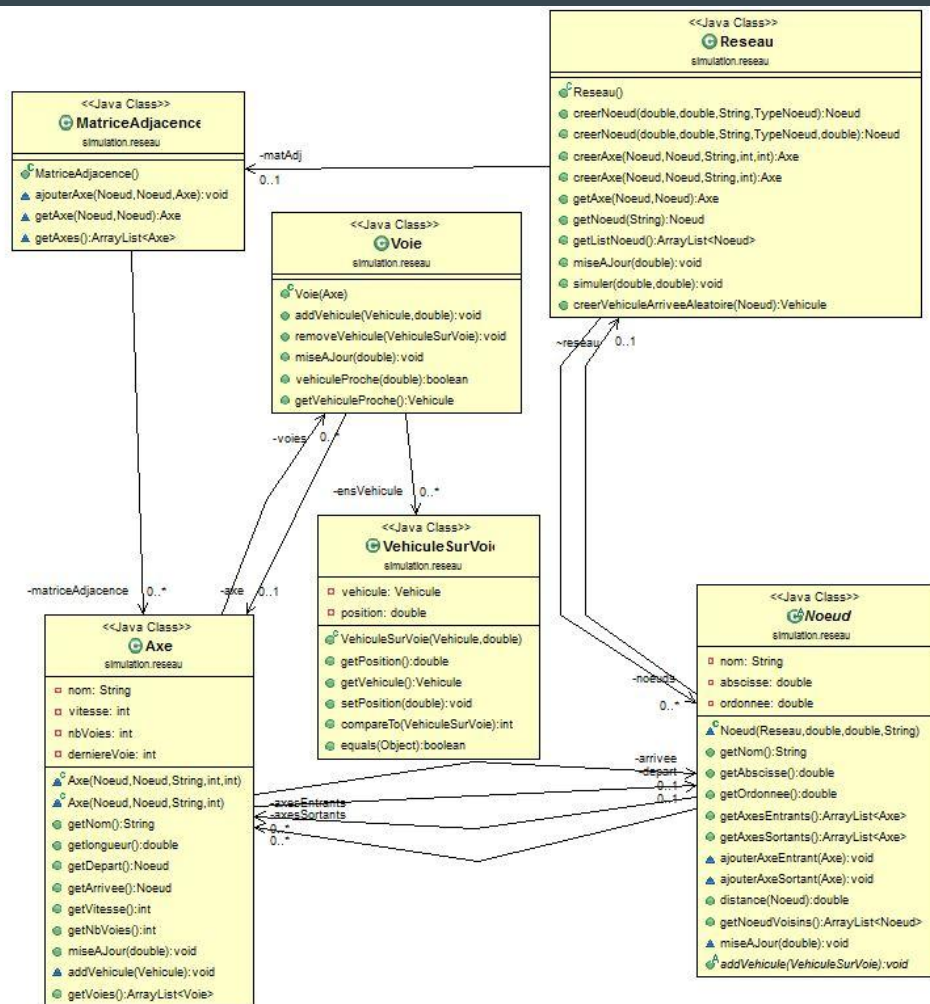 <<Java Class>>
Reseau
simulation.reseau
Reseau()
creerNoeud(double,double,String,TypeNoeud):Noeud
creerNoeud(double,double,String,TypeNoeud,double):Noeud
creerAxe(Noeud,Noeud,String,int,int):Axe
creerAxe(Noeud,Noeud,String,int):Axe
getAxe(Noeud,Noeud):Axe
getNoeud(String):Noeud
getListNoeud():ArrayList<Noeud>
miseAJour(double):void
simuler(double,double):void
creerVehiculeArriveeAleatoire(Noeud):Vehicule
<<Java Class>>
MatriceAdjacence
simulation.reseau
MatriceAdjacence()
ajouterAxe(Noeud,Noeud,Axe):void
getAxe(Noeud,Noeud):Axe
getAxes():ArrayList<Axe>
-matAdj
0..1
<<Java Class>>
Voie
simulation.reseau
Voie(Axe)
addVehicule(Vehicule,double):void
removeVehicule(VehiculeSurVoie):void
miseAJour(double):void
vehiculeProche(double):boolean
getVehiculeProche():Vehicule
~reseau
0..1
-voies
0..*
-ensVehicule
0..*
<<Java Class>>
VehiculeSurVoie
simulation.reseau
vehicule: Vehicule
position: double
VehiculeSurVoie(Vehicule,double)
getPosition():double
getVehicule():Vehicule
setPosition(double):void
compareTo(VehiculeSurVoie):int
equals(Object):boolean
-matriceAdjacence
0..*
-axe
0..1
<<Java Class>>
Axe
simulation.reseau
nom: String
vitesse: int
nbVoies: int
derniereVoie: int
Axe(Noeud,Noeud,String,int,int)
Axe(Noeud,Noeud,String,int)
getNom():String
getlongueur():double
getDepart():Noeud
getArrivee():Noeud
getVitesse():int
getNbVoies():int
miseAJour(double):void
addVehicule(Vehicule):void
getVoies():ArrayList<Voie>
<<Java Class>>
Noeud
simulation.reseau
nom: String
abscisse: double
ordonnee: double
Noeud(Reseau,double,double,String)
getNom():String
getAbscisse():double
getOrdonnee():double
getAxesEntrants():ArrayList<Axe>
getAxesSortants():ArrayList<Axe>
ajouterAxeEntrant(Axe):void
ajouterAxeSortant(Axe):void
distance(Noeud):double
getNoeudVoisins():ArrayList<Noeud>
miseAJour(double):void
addVehicule(VehiculeSurVoie):void
-noeuds
0..*
-arrivee
-depart
0..1
0..1
-axesEntrants
-axesSortants
0..*
0..*